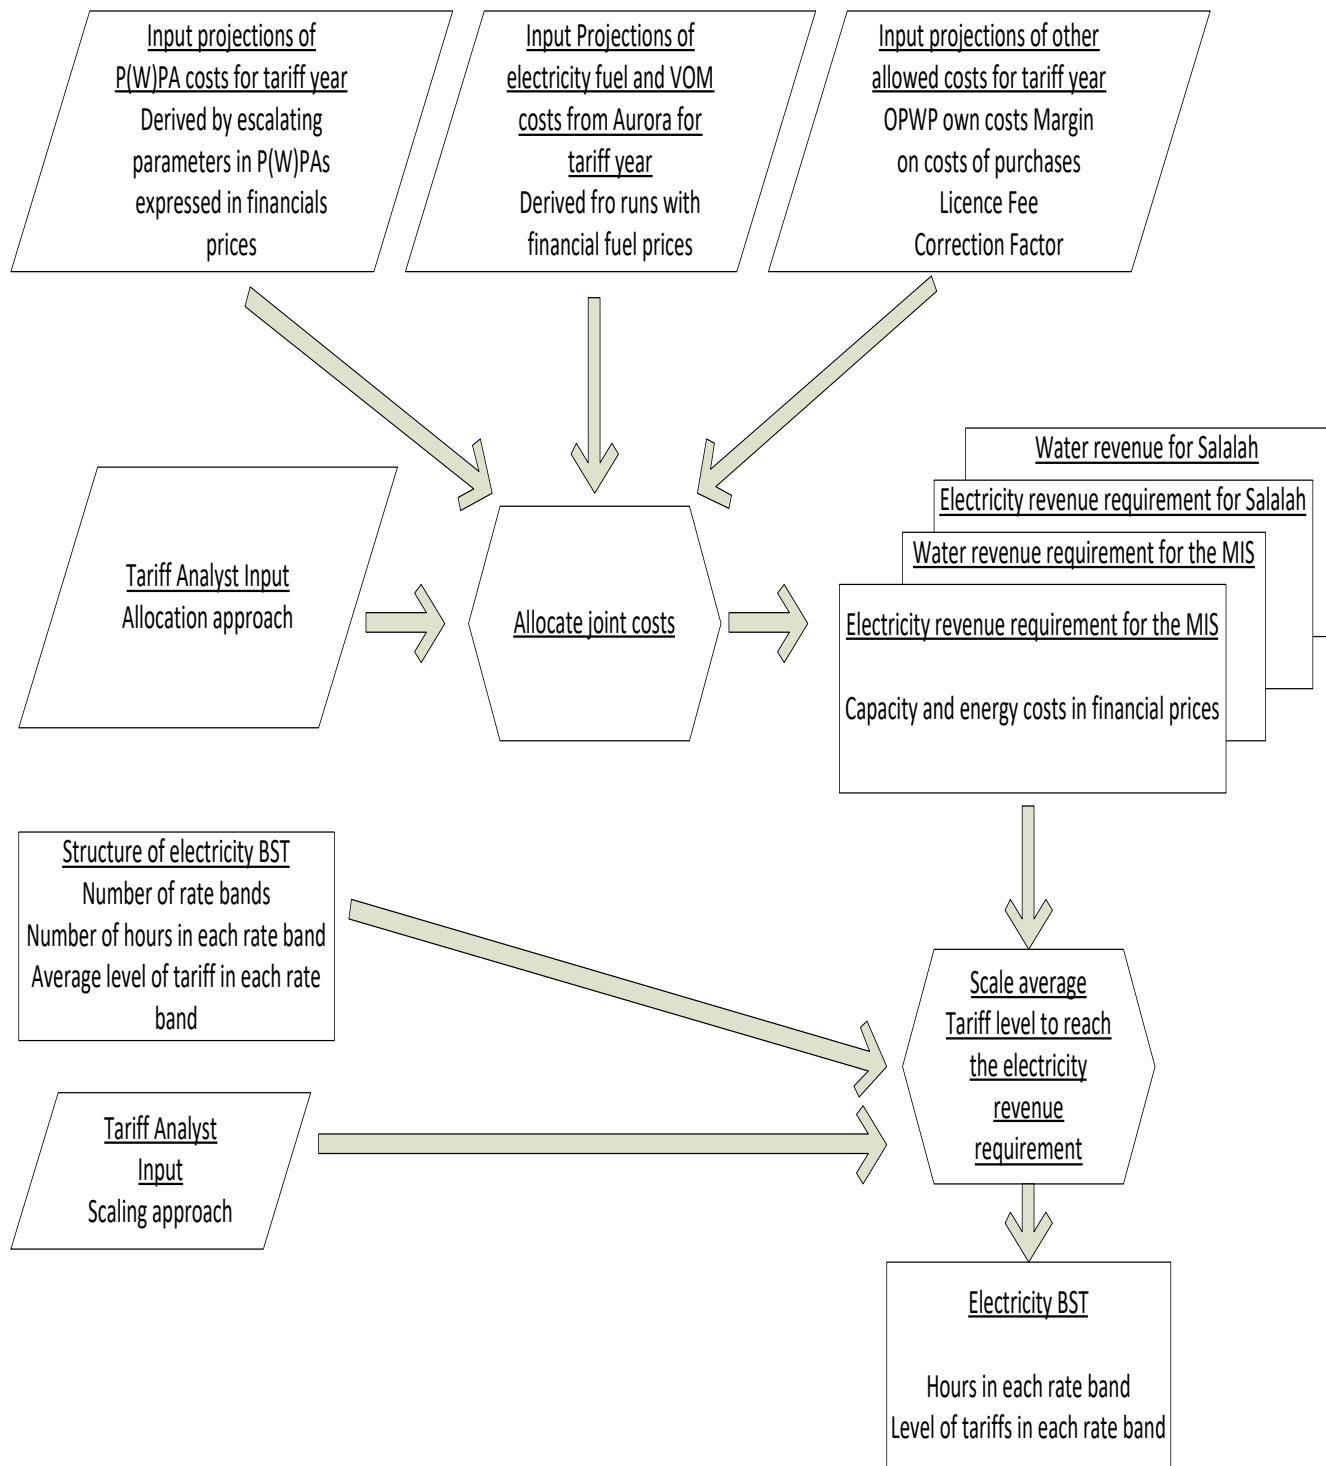 Input projections of
P(W)PA costs for tariff year
Derived by escalating
parameters in P(W)PAs
expressed in financials
prices
Input Projections of
electricity fuel and VOM
costs from Aurora for
tariff year
Derived fro runs with
financial fuel prices
Input projections of other
allowed costs for tariff year
OPWP own costs Margin
on costs of purchases
Licence Fee
Correction Factor
Tariff Analyst Input
Allocation approach
Allocate joint costs
Water revenue for Salalah
Electricity revenue requirement for Salalah
Water revenue requirement for the MIS
Electricity revenue requirement for the MIS
Capacity and energy costs in financial prices
Structure of electricity BST
Number of rate bands
Number of hours in each rate band
Average level of tariff in each rate
band
Tariff Analyst
Input
Scaling approach
Scale average
Tariff level to reach
the electricity
revenue
requirement
Electricity BST
Hours in each rate band
Level of tariffs in each rate band